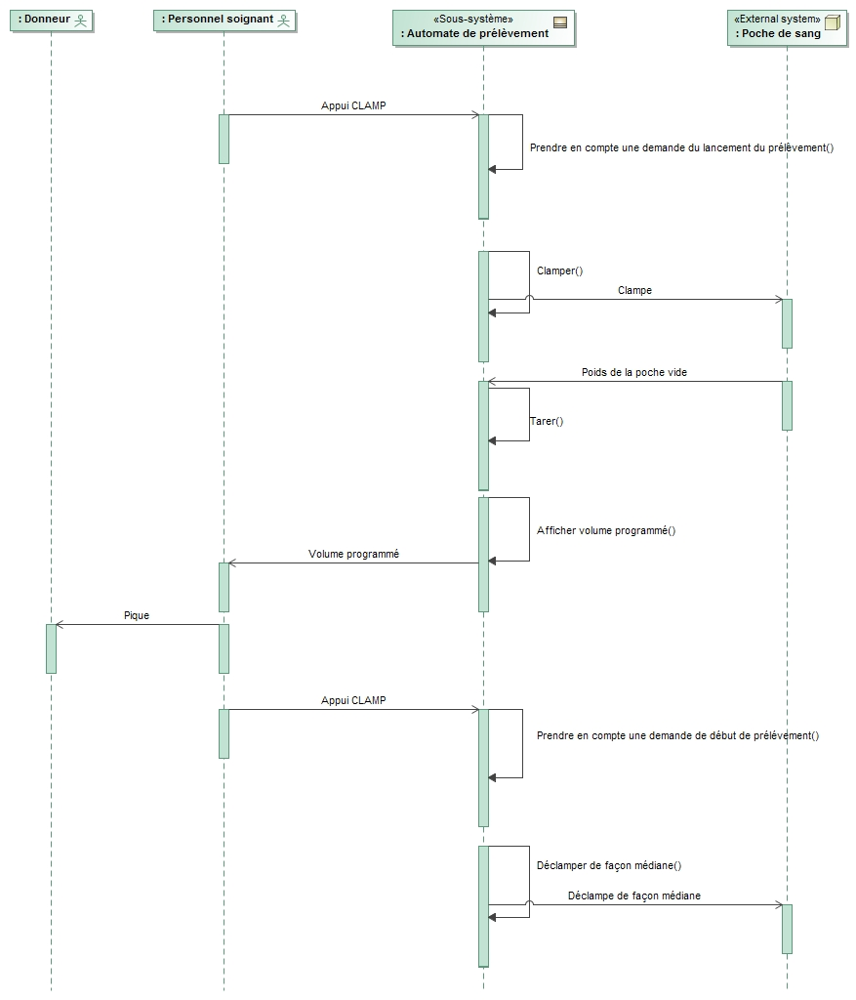 : Donneur
: Personnel soignant
«Sous-système»
: Automate de prélèvement
«External system»
: Poche de sang
Appui CLAMP
Prendre en compte une demande du lancement du prélèvement()
Clamper()
Clampe
Poids de la poche vide
Tarer()
Afficher volume programmé()
Volume programmé
Pique
Appui CLAMP
Prendre en compte une demande de début de prélévement()
Déclamper de façon médiane()
Déclampe de façon médiane